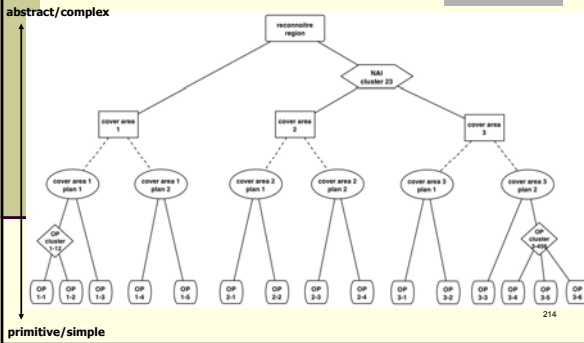 abstract/complex
reconnoitre
region
NAI
cluster 23
cover area
1
cover area
2
cover area
3
cover area 1
plan 1
cover area 1
plan 2
cover area 2
plan 1
cover area 2
plan 2
cover area 3
plan 1
cover area 3
plan 2
OP
cluster
1-12
OP
cluster
3-456
OP
1-1
OP
1-2
OP
1-3
OP
1-4
OP
1-5
OP
2-1
OP
2-2
OP
2-3
OP
2-4
OP
3-1
OP
3-2
OP
3-3
OP
3-4
OP
3-5
OP
3-6
214
primitive/simple